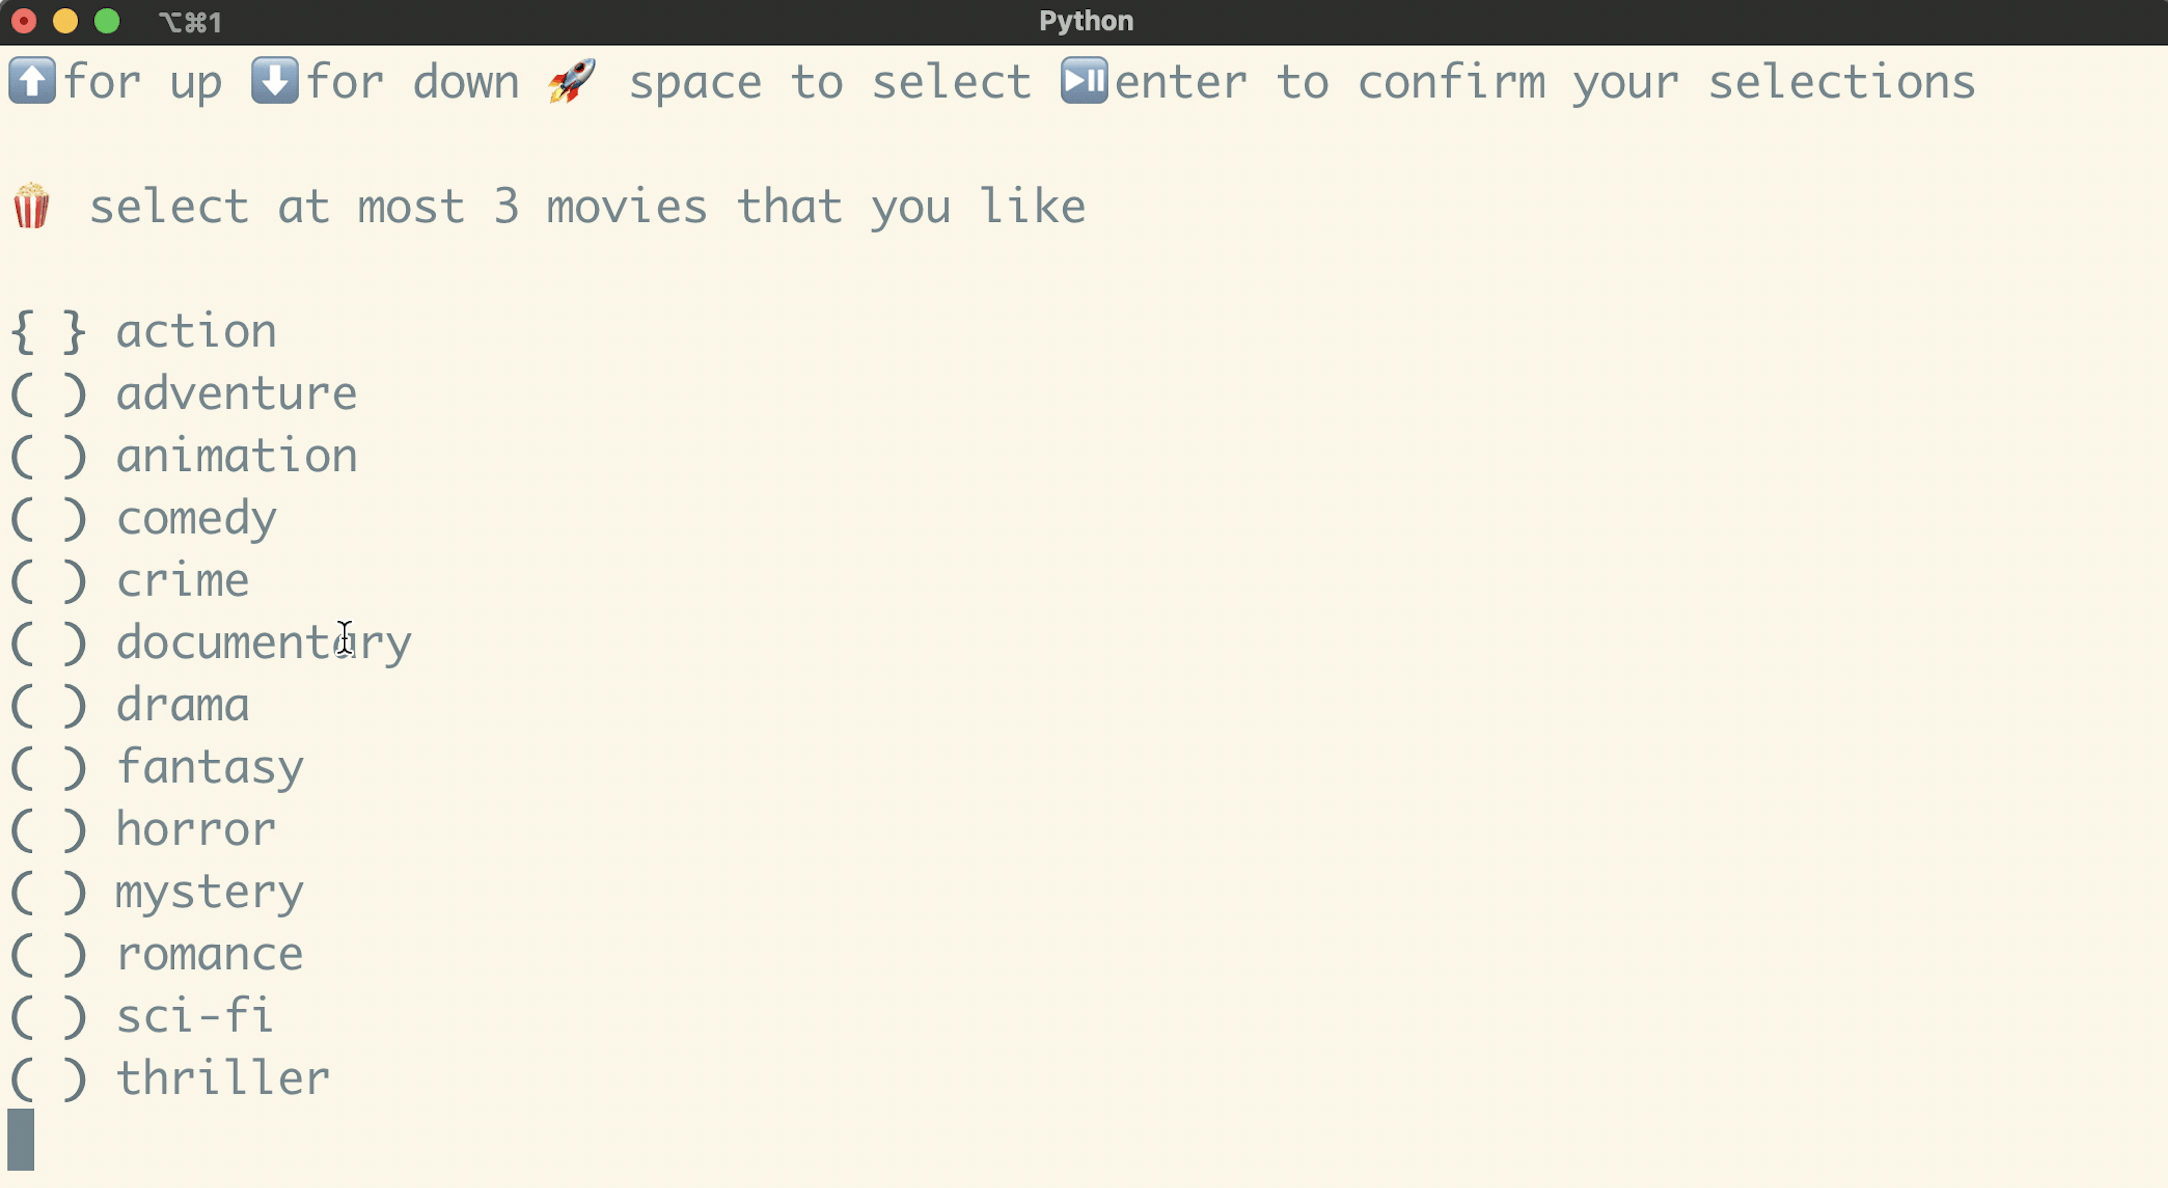 ⌥⌘1 Python
⬆️for up ⬇️for down 🚀 space to select ⏯️enter to confirm your selections
🍿 select at most 3 movies that you like
{ } action
( ) adventure
( ) animation
( ) comedy
( ) crime
( ) documentary
( ) drama
( ) fantasy
( ) horror
( ) mystery
( ) romance
( ) sci-fi
( ) thriller